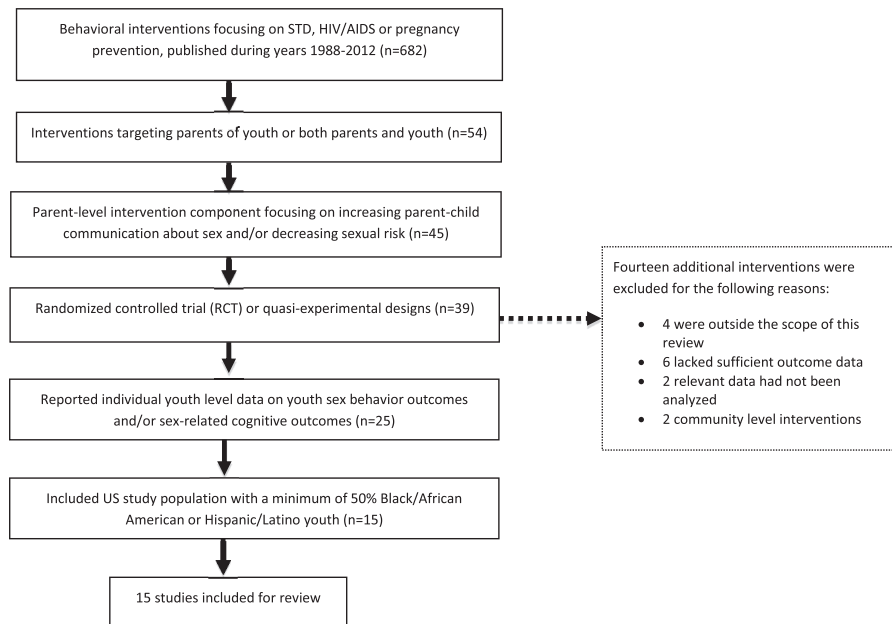 Behavioral interventions focusing on STD, HIV/AIDS or pregnancy
prevention, published during years 1988-2012 (n=682)
Interventions targeting parents of youth or both parents and youth (n=54)
Parent-level intervention component focusing on increasing parent-child
communication about sex and/or decreasing sexual risk (n=45)
Randomized controlled trial (RCT) or quasi-experimental designs (n=39)
Fourteen additional interventions were
excluded for the following reasons:
• 4 were outside the scope of this
review
• 6 lacked sufficient outcome data
• 2 relevant data had not been
analyzed
• 2 community level interventions
Reported individual youth level data on youth sex behavior outcomes
and/or sex-related cognitive outcomes (n=25)
Included US study population with a minimum of 50% Black/African
American or Hispanic/Latino youth (n=15)
15 studies included for review